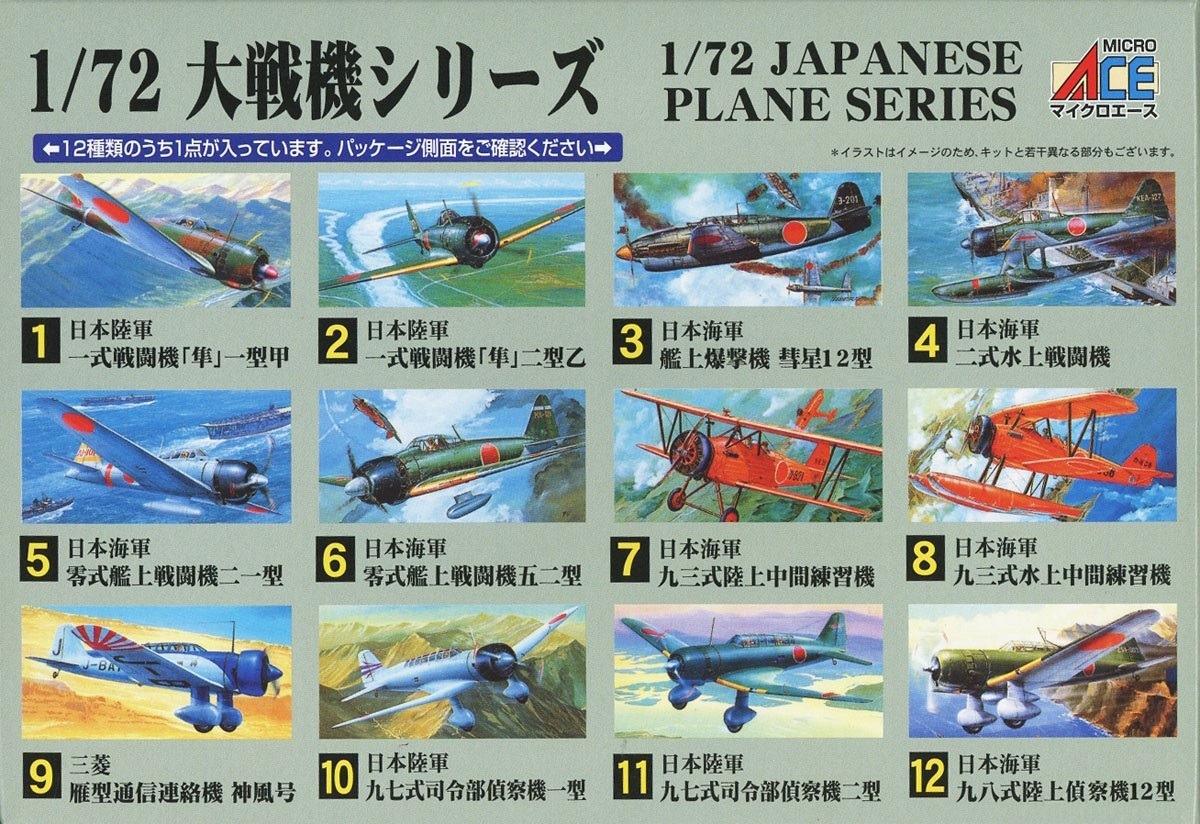 1/72 大戦機シリーズ
1/72 JAPANESE
PLANE SERIES
MICRO
ACE
マイクロエース
←12種類のうち1点が入っています。パッケージ側面をご確認ください→
*イラストはイメージのため、キットと若干異なる部分もございます。
3-201
KEA-127
1 日本陸軍
一式戦闘機「隼」一型甲
2 日本陸軍
一式戦闘機「隼」二型乙
3 日本海軍
艦上爆撃機 彗星12型
4 日本海軍
二式水上戦闘機
5 日本海軍
零式艦上戦闘機二一型
6 日本海軍
零式艦上戦闘機五二型
7 日本海軍
九三式陸上中間練習機
8 日本海軍
九三式水上中間練習機
J-BA
9 三菱
雁型通信連絡機 神風号
10 日本陸軍
九七式司令部偵察機一型
11 日本陸軍
九七式司令部偵察機二型
12 日本海軍
九八式陸上偵察機12型